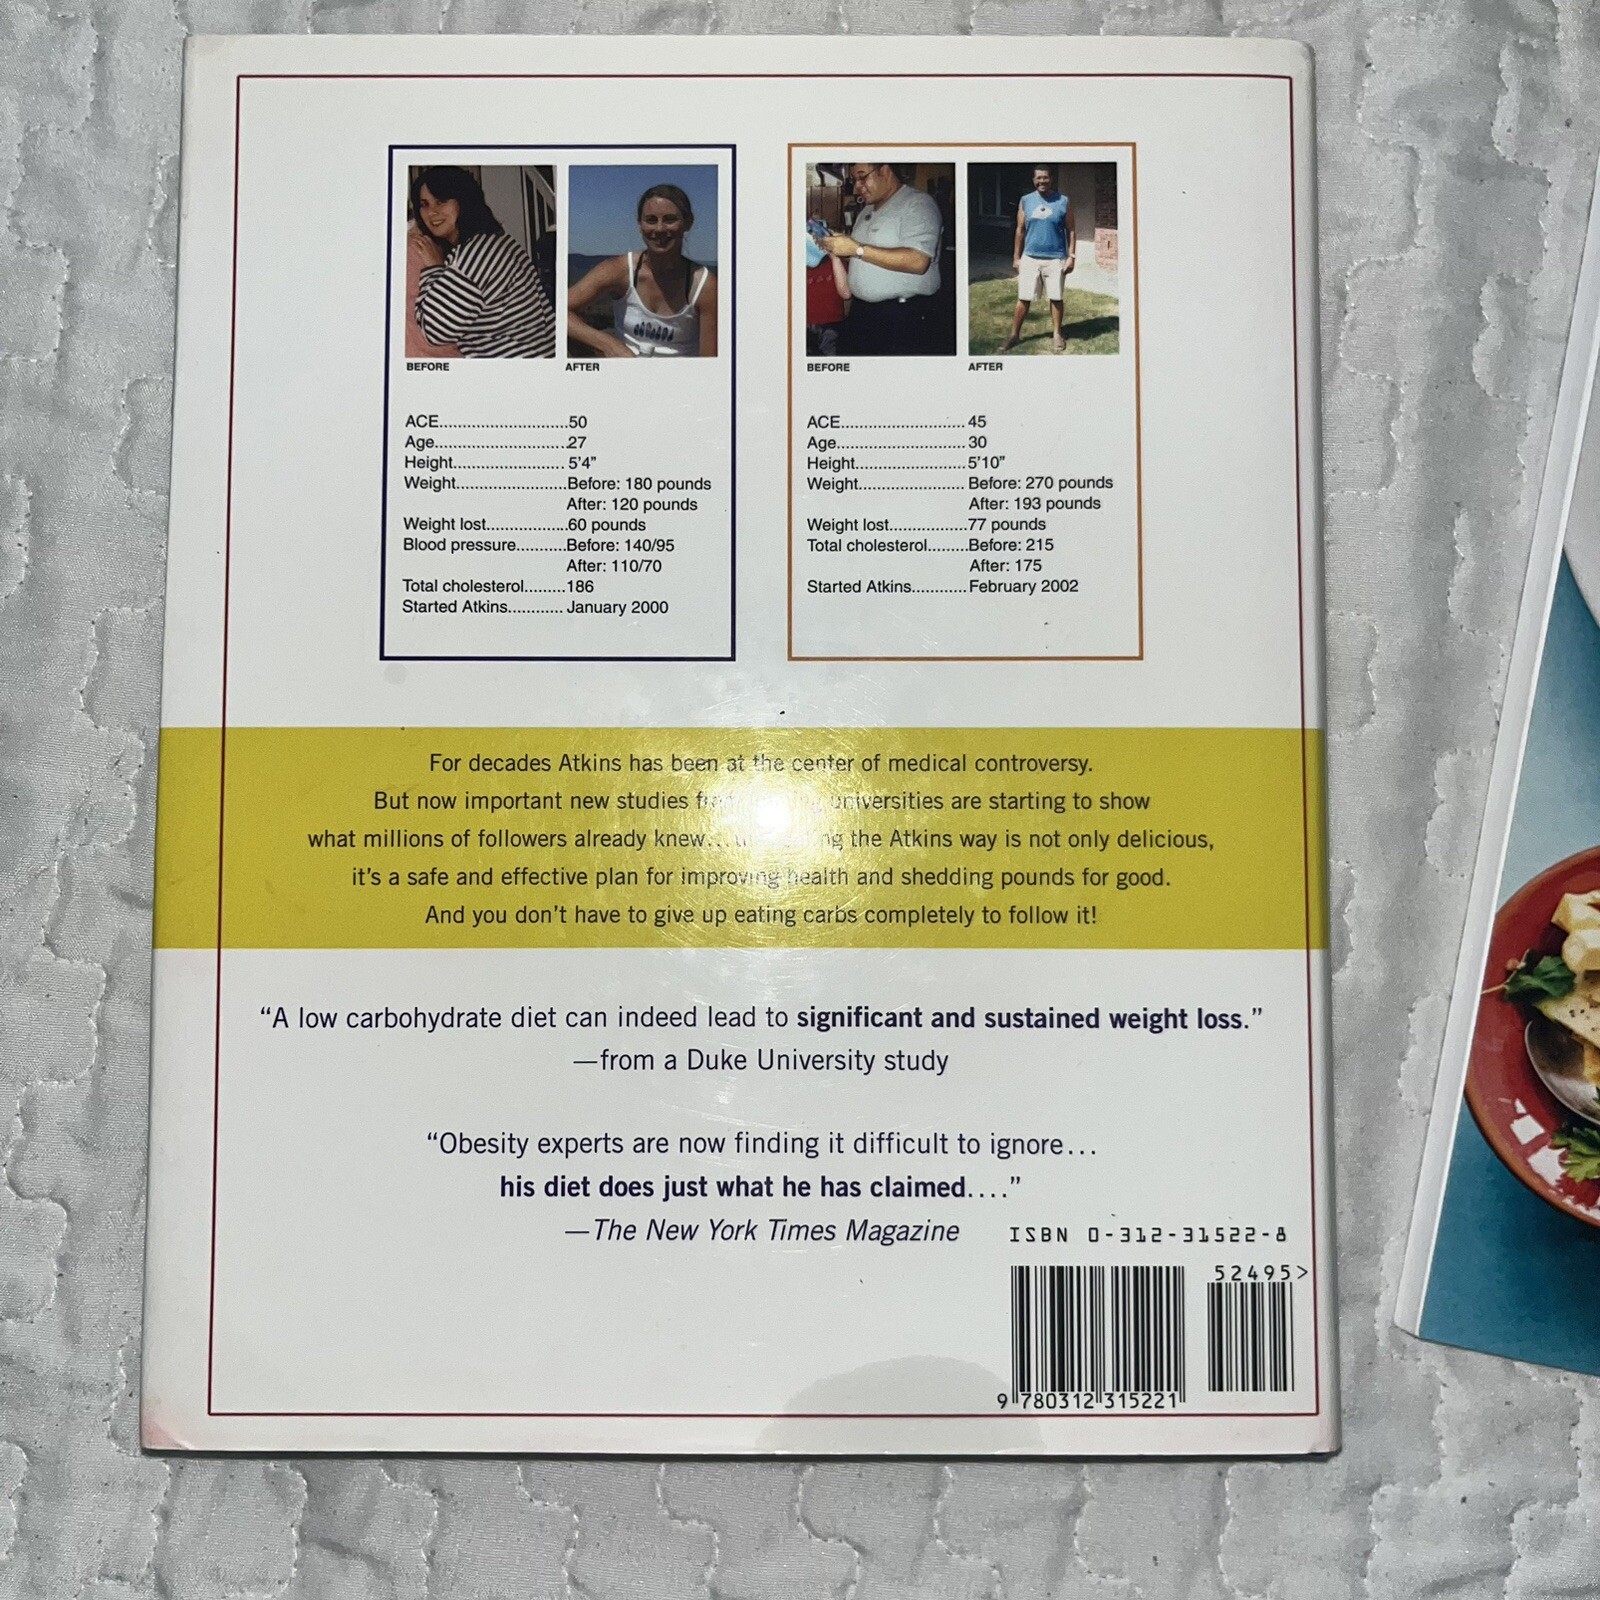 BEFORE AFTER
ACE............................50
Age.............................27
Height........................ 5'4"
Weight........................Before: 180 pounds
After: 120 pounds
Weight lost..................60 pounds
Blood pressure...........Before: 140/95
After: 110/70
Total cholesterol.........186
Started Atkins............ January 2000
BEFORE AFTER
ACE........................... 45
Age............................ 30
Height........................5'10"
Weight....................... Before: 270 pounds
After: 193 pounds
Weight lost.................77 pounds
Total cholesterol.........Before: 215
After: 175
Started Atkins............February 2002
For decades Atkins has been at the center of medical controversy.
But now important new studies universities are starting to show
what millions of followers already knew... the Atkins way is not only delicious,
it's a safe and effective plan for improving health and shedding pounds for good.
And you don't have to give up eating carbs completely to follow it!
“A low carbohydrate diet can indeed lead to significant and sustained weight loss.”
—from a Duke University study
“Obesity experts are now finding it difficult to ignore...
his diet does just what he has claimed....”
—The New York Times Magazine
ISBN 0-312-31522-8
52495>
9 780312 315221